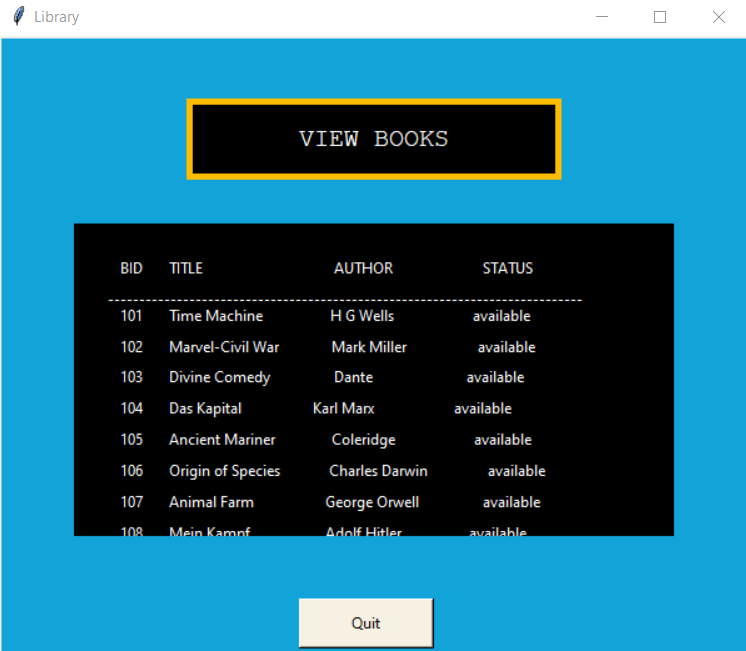 Library
VIEW BOOKS
BID TITLE AUTHOR STATUS
--------------------------------------------------------------------------
101 Time Machine H G Wells available
102 Marvel-Civil War Mark Miller available
103 Divine Comedy Dante available
104 Das Kapital Karl Marx available
105 Ancient Mariner Coleridge available
106 Origin of Species Charles Darwin available
107 Animal Farm George Orwell available
108 Mein Kampf Adolf Hitler available
Quit